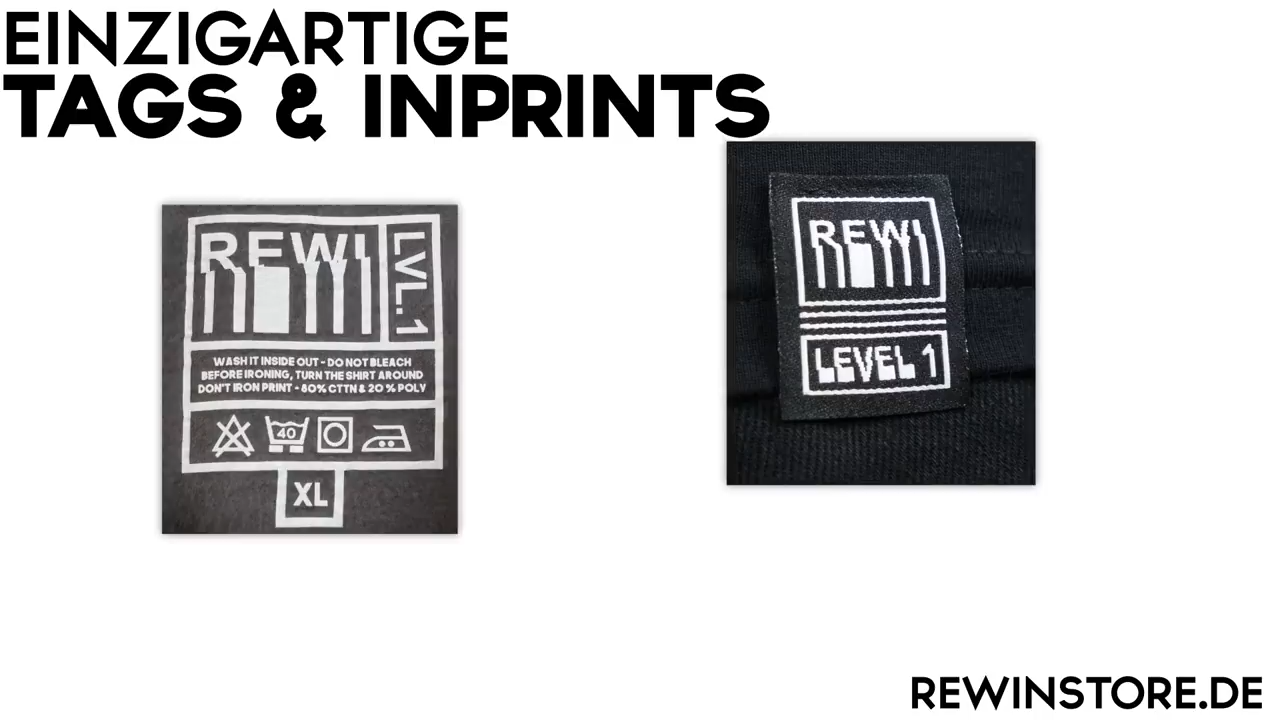 EINZIGARTIGE
TAGS & INPRINTS
REWI
LVL.1
WASH IT INSIDE OUT - DO NOT BLEACH
BEFORE IRONING, TURN THE SHIRT AROUND
DON'T IRON PRINT - 80% CTTN & 20 % POLY
40
XL
REWI
LEVEL 1
REWINSTORE.DE